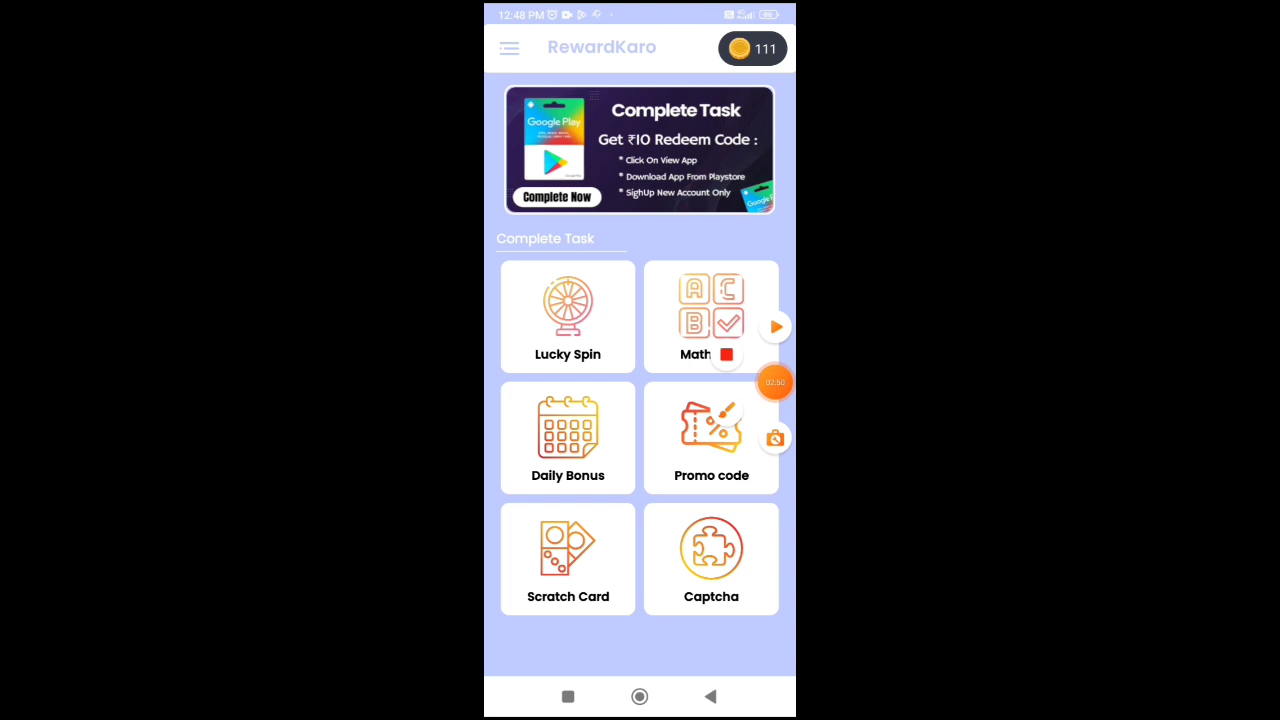 12:48 PM
RewardKaro
111
Google Play
Complete Task
Get ₹10 Redeem Code :
* Click On View App
* Download App From Playstore
* SighUp New Account Only
Complete Now
Complete Task
Lucky Spin
A C
B
Math
02:50
Daily Bonus
Promo code
Scratch Card
Captcha